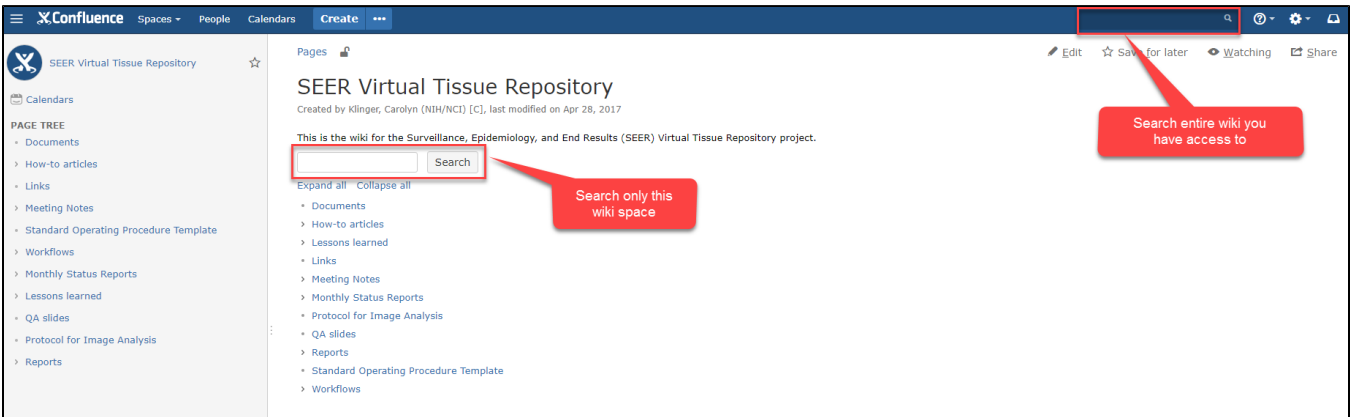 Confluence Spaces People Calendars Create •••
SEER Virtual Tissue Repository
Calendars
PAGE TREE
Documents
How-to articles
Links
Meeting Notes
Standard Operating Procedure Template
Workflows
Monthly Status Reports
Lessons learned
QA slides
Protocol for Image Analysis
Reports
Pages
Edit Save for later Watching Share
SEER Virtual Tissue Repository
Created by Klinger, Carolyn (NIH/NCI) [C], last modified on Apr 28, 2017
This is the wiki for the Surveillance, Epidemiology, and End Results (SEER) Virtual Tissue Repository project.
Search
Expand all Collapse all
Documents
How-to articles
Lessons learned
Links
Meeting Notes
Monthly Status Reports
Protocol for Image Analysis
QA slides
Reports
Standard Operating Procedure Template
Workflows
Search only this
wiki space
Search entire wiki you
have access to